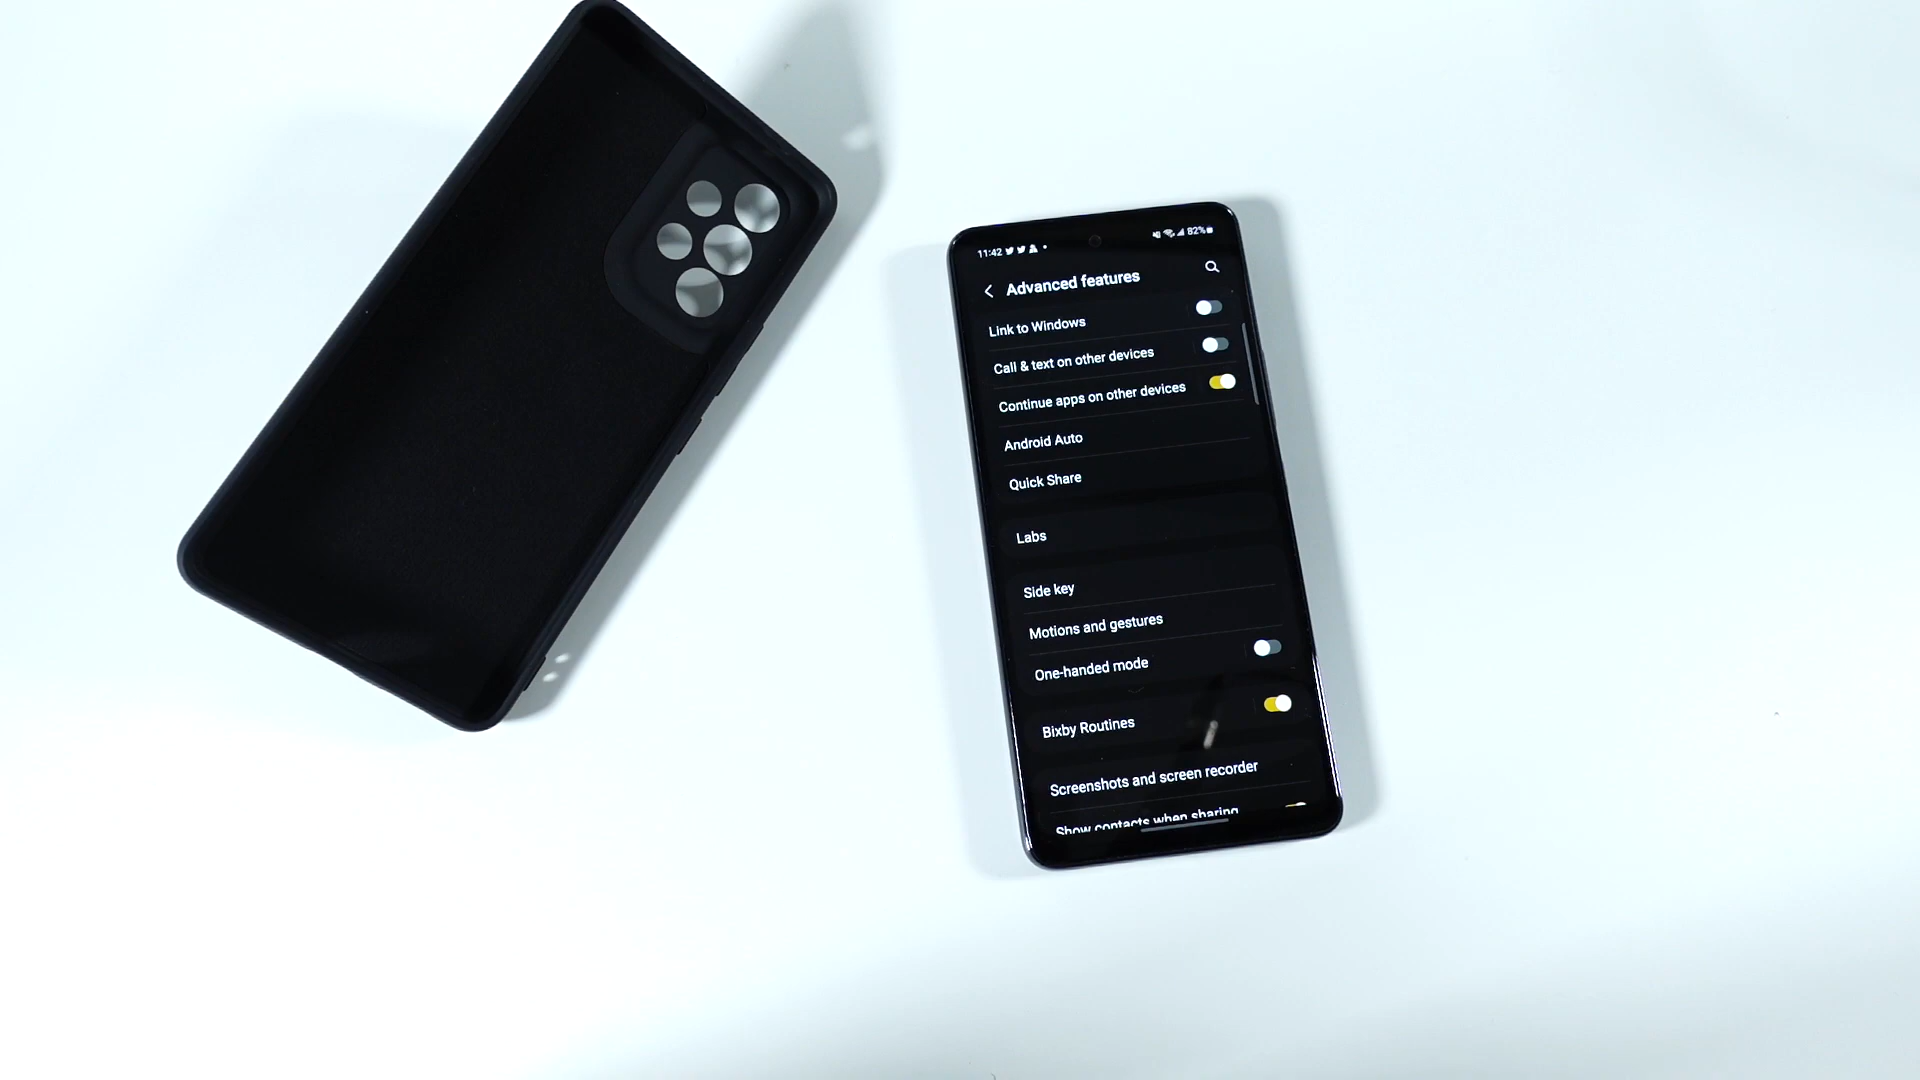 11:42
82%
Advanced features
Link to Windows
Call & text on other devices
Continue apps on other devices
Android Auto
Quick Share
Labs
Side key
Motions and gestures
One-handed mode
Bixby Routines
Screenshots and screen recorder
Show contacts when sharing